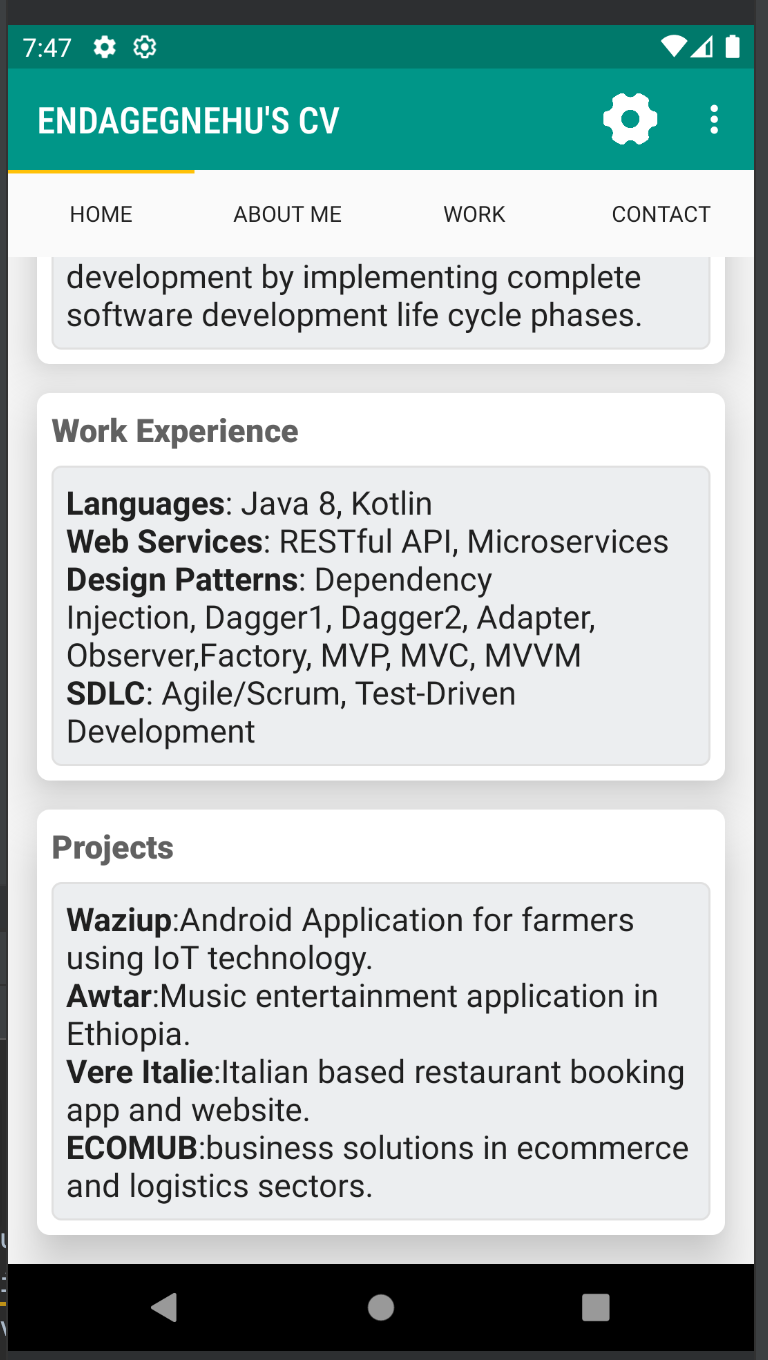 7:47
ENDAGEGNEHU'S CV
HOME ABOUT ME WORK CONTACT
development by implementing complete
software development life cycle phases.
Work Experience
Languages: Java 8, Kotlin
Web Services: RESTful API, Microservices
Design Patterns: Dependency
Injection, Dagger1, Dagger2, Adapter,
Observer,Factory, MVP, MVC, MVVM
SDLC: Agile/Scrum, Test-Driven
Development
Projects
Waziup:Android Application for farmers
using IoT technology.
Awtar:Music entertainment application in
Ethiopia.
Vere Italie:Italian based restaurant booking
app and website.
ECOMUB:business solutions in ecommerce
and logistics sectors.